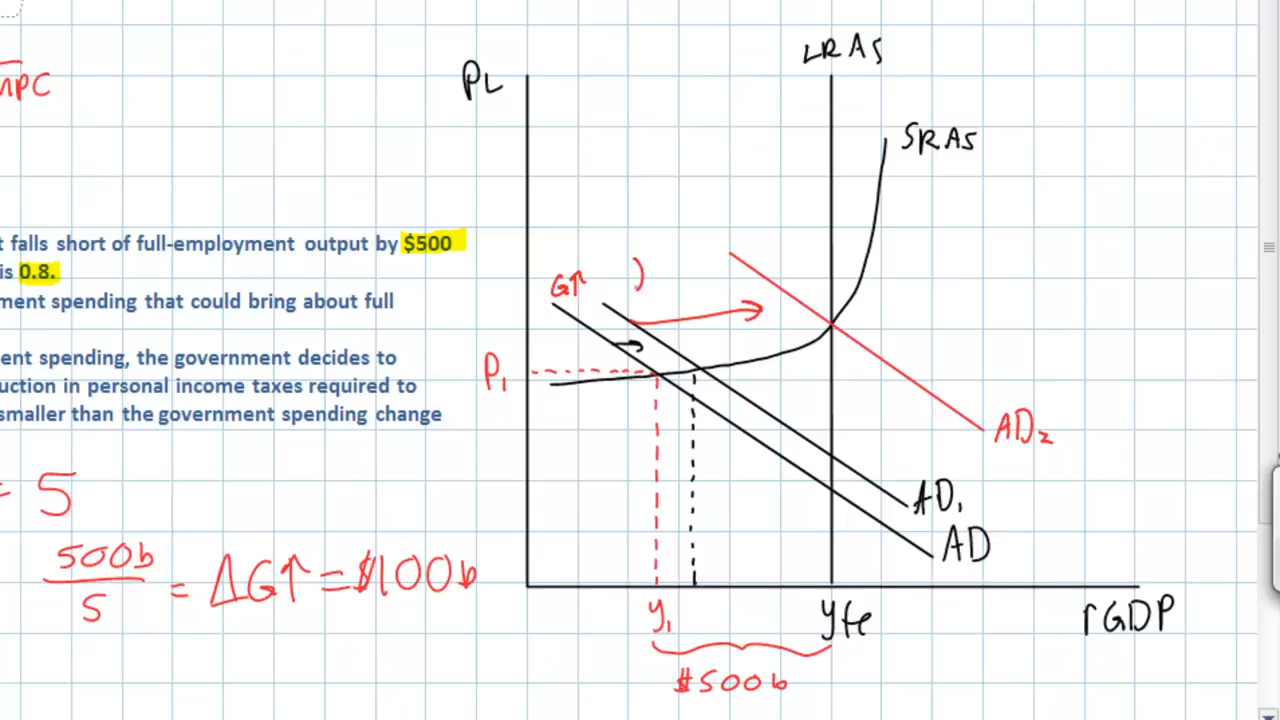 MPC
t falls short of full-employment output by $500
is 0.8.
ment spending that could bring about full
ent spending, the government decides to
uction in personal income taxes required to
smaller than the government spending change
= 5
500b
5
= ΔG↑ = $100b
PL
LRAS
SRAS
G↑ )
P1
AD2
AD1
AD
y1
yfe
rGDP
$500b